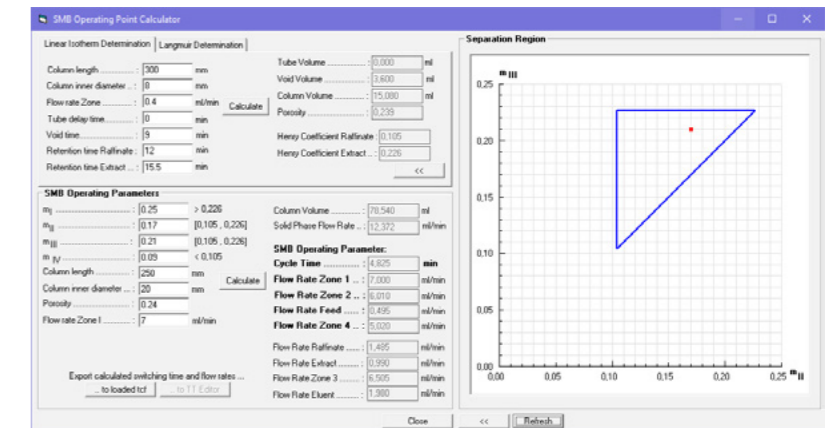 SMB Operating Point Calculator
Linear Isotherm Determination
Langmuir Determination
Column length.............. : 300 mm
Column inner diameter .. : 8 mm
Flow rate Zone ........... : 0.4 ml/min
Tube delay time........... : 0 min
Void time.................... : 9 min
Retention time Raffinate : 12 min
Retention time Extract ... : 15.5 min
Calculate
Tube Volume .................... : 0,000 ml
Void Volume .................... : 3,600 ml
Column Volume ................ : 15,080 ml
Porosity .......................... : 0,239
Henry Coefficient Raffinate : 0,105
Henry Coefficient Extract .. : 0,226
<<
SMB Operating Parameters
m I ........................... : 0.25 > 0,226
m II ........................... : 0.17 [0,105 , 0,226]
m III ........................... : 0.21 [0,105 , 0,226]
m IV ........................... : 0.09 < 0,105
Column length ............. : 250 mm
Column inner diameter ... : 20 mm
Porosity ...................... : 0.24
Flow rate Zone I ........... : 7 ml/min
Calculate
Column Volume ........... : 78,540 ml
Solid Phase Flow Rate .. : 12,372 ml/min
SMB Operating Parameter:
Cycle Time ............. : 4,825 min
Flow Rate Zone 1 .. : 7,000 ml/min
Flow Rate Zone 2 .. : 6,010 ml/min
Flow Rate Feed ..... : 0,495 ml/min
Flow Rate Zone 4 .. : 5,020 ml/min
Flow Rate Raffinate ...... : 1,485 ml/min
Flow Rate Extract ......... : 0,990 ml/min
Flow Rate Zone 3 ........ : 6,505 ml/min
Flow Rate Eluent ......... : 1,980 ml/min
Export calculated switching time and flow rates ...
... to loaded tcf
... to TT Editor
Close
Separation Region
m III
0,25
0,20
0,15
0,10
0,05
0,00
0,00 0,05 0,10 0,15 0,20 0,25 m II
<<
Refresh